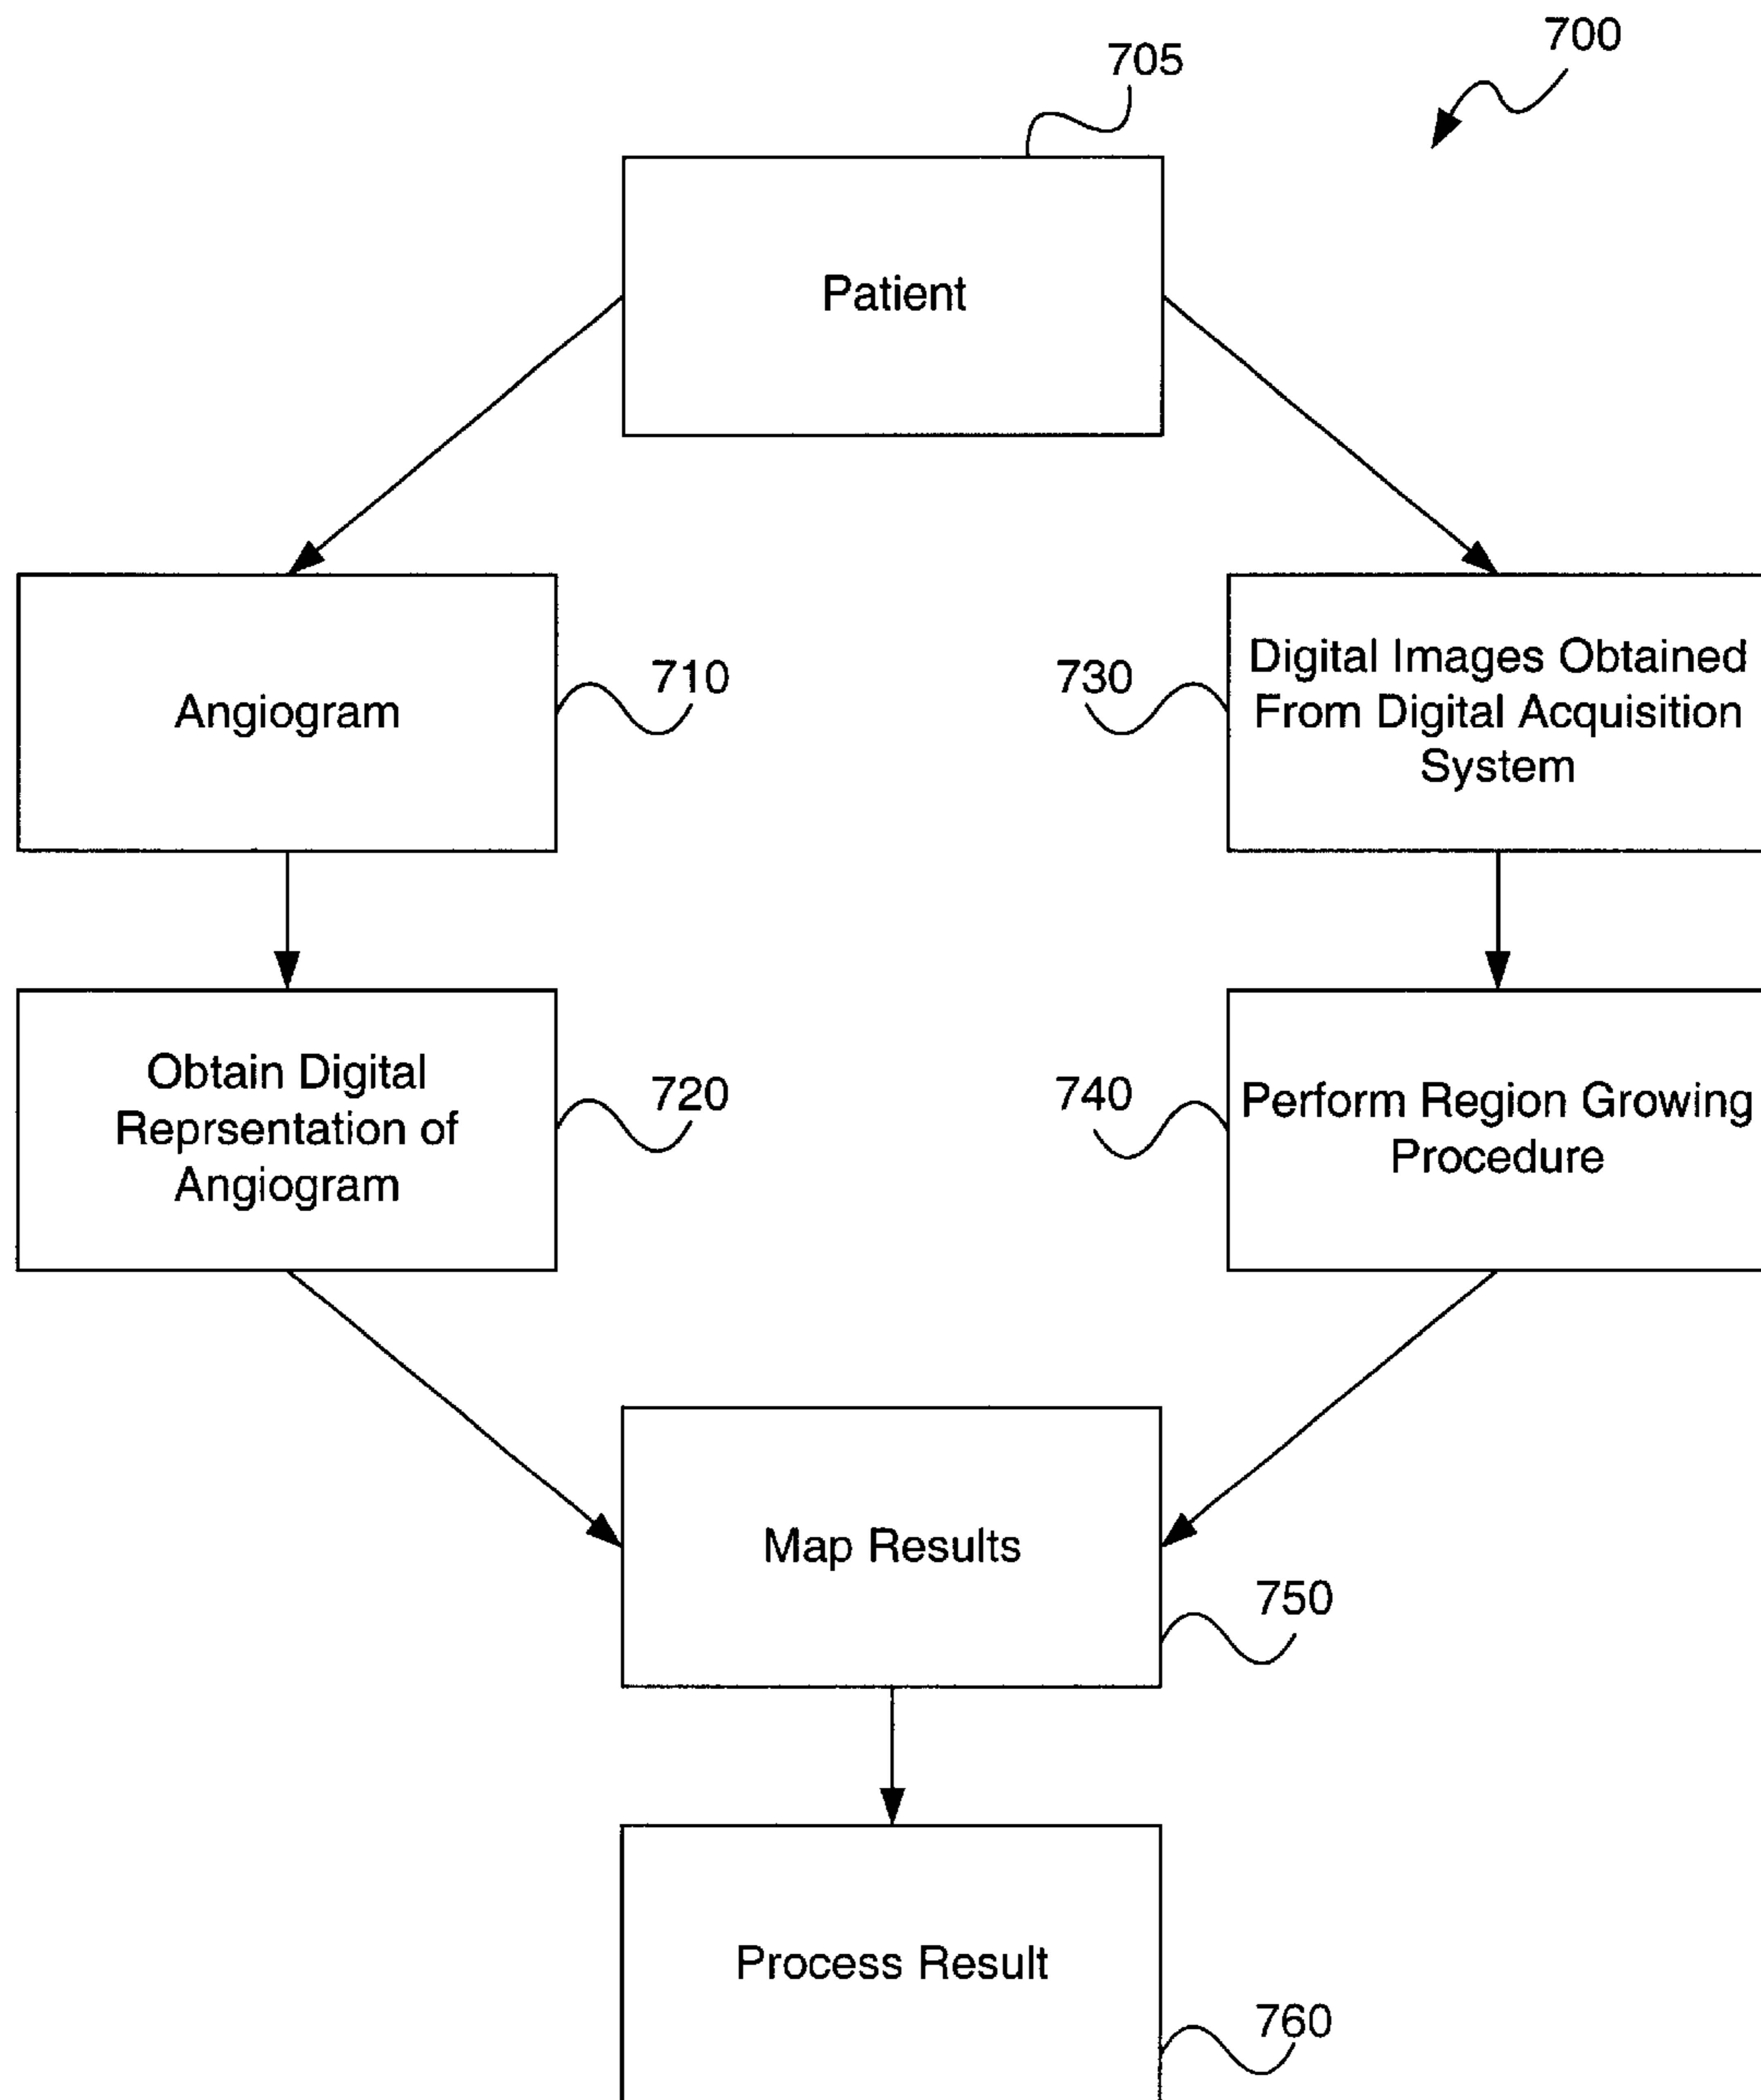 700
705
Patient
Angiogram
710
730
Digital Images Obtained
From Digital Acquisition
System
Obtain Digital
Reprsentation of
Angiogram
720
740
Perform Region Growing
Procedure
Map Results
750
Process Result
760